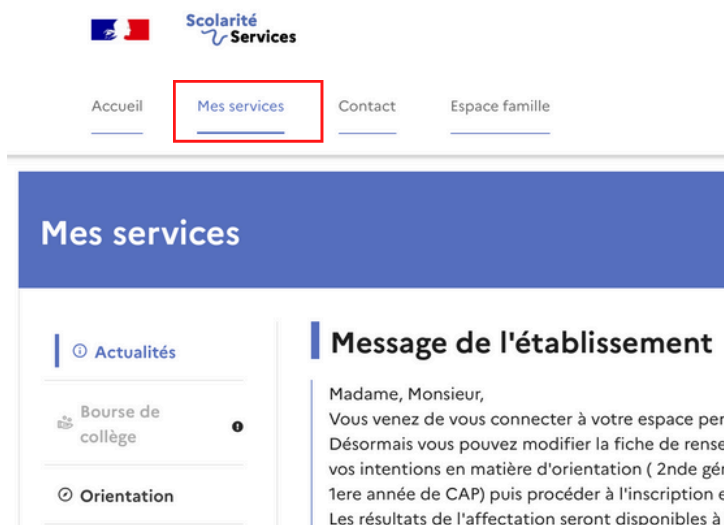 Scolarité
Services
Accueil
Mes services
Contact
Espace famille
Mes services
Actualités
Bourse de
collège
Orientation
Message de l'établissement
Madame, Monsieur,
Vous venez de vous connecter à votre espace per
Désormais vous pouvez modifier la fiche de rense
vos intentions en matière d'orientation ( 2nde gér
1ere année de CAP) puis procéder à l'inscription e
Les résultats de l'affectation seront disponibles à